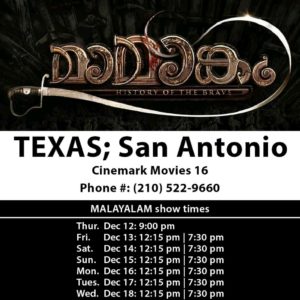 മാമാങ്കം
HISTORY OF THE BRAVE
TEXAS; San Antonio
Cinemark Movies 16
Phone #: (210) 522-9660
MALAYALAM show times
Thur. Dec 12: 9:00 pm
Fri. Dec 13: 12:15 pm | 7:30 pm
Sat. Dec 14: 12:15 pm | 7:30 pm
Sun. Dec 15: 12:15 pm | 7:30 pm
Mon. Dec 16: 12:15 pm | 7:30 pm
Tues. Dec 17: 12:15 pm | 7:30 pm
Wed. Dec 18: 12:15 pm | 7:30 pm